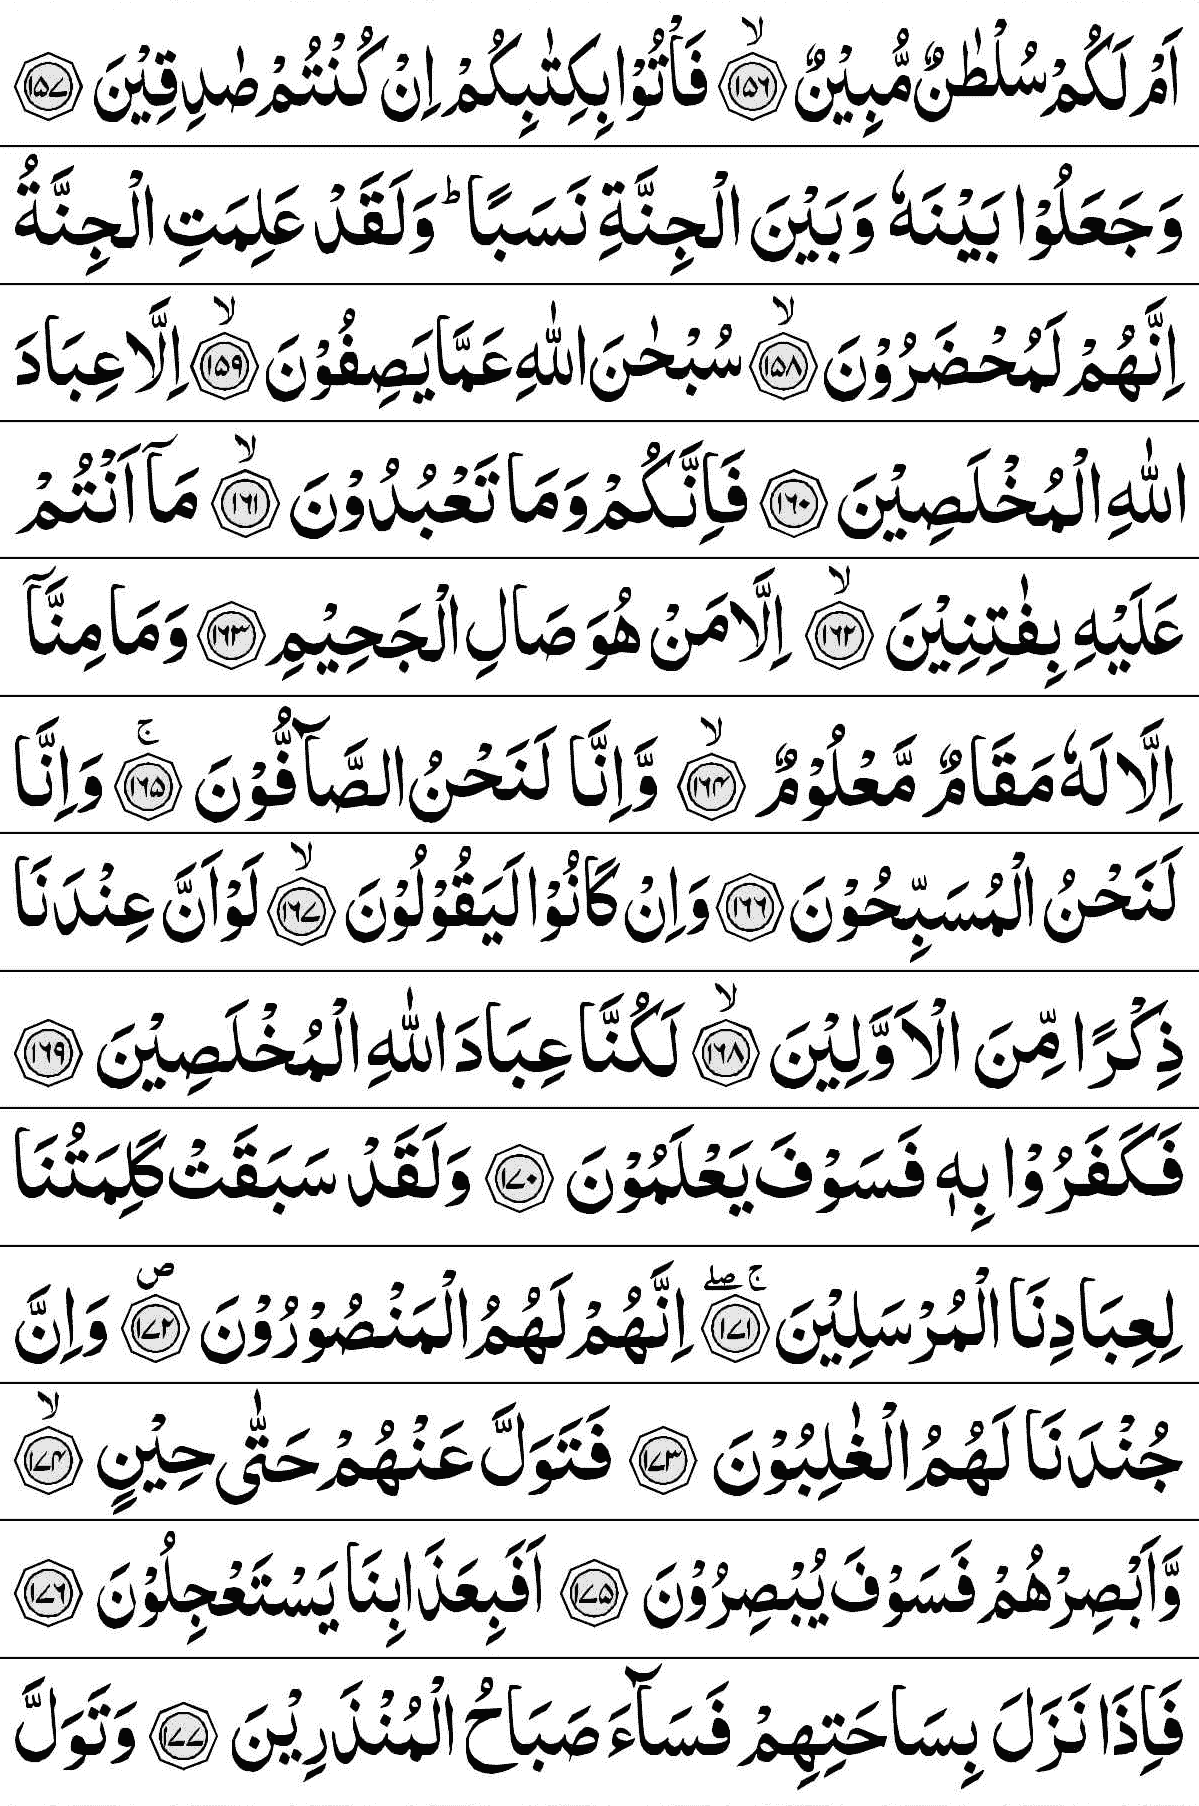 اَمْ لَكُمْ سُلْطٰنٌ مُّبِيْنٌ ۙ﴿۱۵۶﴾ فَاْتُوْا بِكِتٰبِكُمْ اِنْ كُنْتُمْ صٰدِقِيْنَ ﴿۱۵۷﴾
وَجَعَلُوْا بَيْنَهٗ وَبَيْنَ الْجِنَّةِ نَسَبًا ؕ وَلَقَدْ عَلِمَتِ الْجِنَّةُ
اِنَّهُمْ لَمُحْضَرُوْنَ ۙ﴿۱۵۸﴾ سُبْحٰنَ اللّٰهِ عَمَّا يَصِفُوْنَ ۙ﴿۱۵۹﴾ اِلَّا عِبَادَ
اللّٰهِ الْمُخْلَصِيْنَ ﴿۱۶۰﴾ فَاِنَّكُمْ وَمَا تَعْبُدُوْنَ ۙ﴿۱۶۱﴾ مَاۤ اَنْتُمْ
عَلَيْهِ بِفٰتِنِيْنَ ۙ﴿۱۶۲﴾ اِلَّا مَنْ هُوَ صَالِ الْجَحِيْمِ ﴿۱۶۳﴾ وَمَا مِنَّاۤ
اِلَّا لَهٗ مَقَامٌ مَّعْلُوْمٌ ۙ﴿۱۶۴﴾ وَّاِنَّا لَنَحْنُ الصَّآفُّوْنَ ۚ﴿۱۶۵﴾ وَاِنَّا
لَنَحْنُ الْمُسَبِّحُوْنَ ﴿۱۶۶﴾ وَاِنْ كَانُوْا لَيَقُوْلُوْنَ ۙ﴿۱۶۷﴾ لَوْ اَنَّ عِنْدَنَا
ذِكْرًا مِّنَ الْاَوَّلِيْنَ ۙ﴿۱۶۸﴾ لَكُنَّا عِبَادَ اللّٰهِ الْمُخْلَصِيْنَ ﴿۱۶۹﴾
فَكَفَرُوْا بِهٖ فَسَوْفَ يَعْلَمُوْنَ ﴿۱۷۰﴾ وَلَقَدْ سَبَقَتْ كَلِمَتُنَا
لِعِبَادِنَا الْمُرْسَلِيْنَ ۚۖ﴿۱۷۱﴾ اِنَّهُمْ لَهُمُ الْمَنْصُوْرُوْنَ ص﴿۱۷۲﴾ وَاِنَّ
جُنْدَنَا لَهُمُ الْغٰلِبُوْنَ ﴿۱۷۳﴾ فَتَوَلَّ عَنْهُمْ حَتّٰى حِيْنٍ ۙ﴿۱۷۴﴾
وَّاَبْصِرْهُمْ فَسَوْفَ يُبْصِرُوْنَ ﴿۱۷۵﴾ اَفَبِعَذَابِنَا يَسْتَعْجِلُوْنَ ﴿۱۷۶﴾
فَاِذَا نَزَلَ بِسَاحَتِهِمْ فَسَآءَ صَبَاحُ الْمُنْذَرِيْنَ ﴿۱۷۷﴾ وَتَوَلَّ